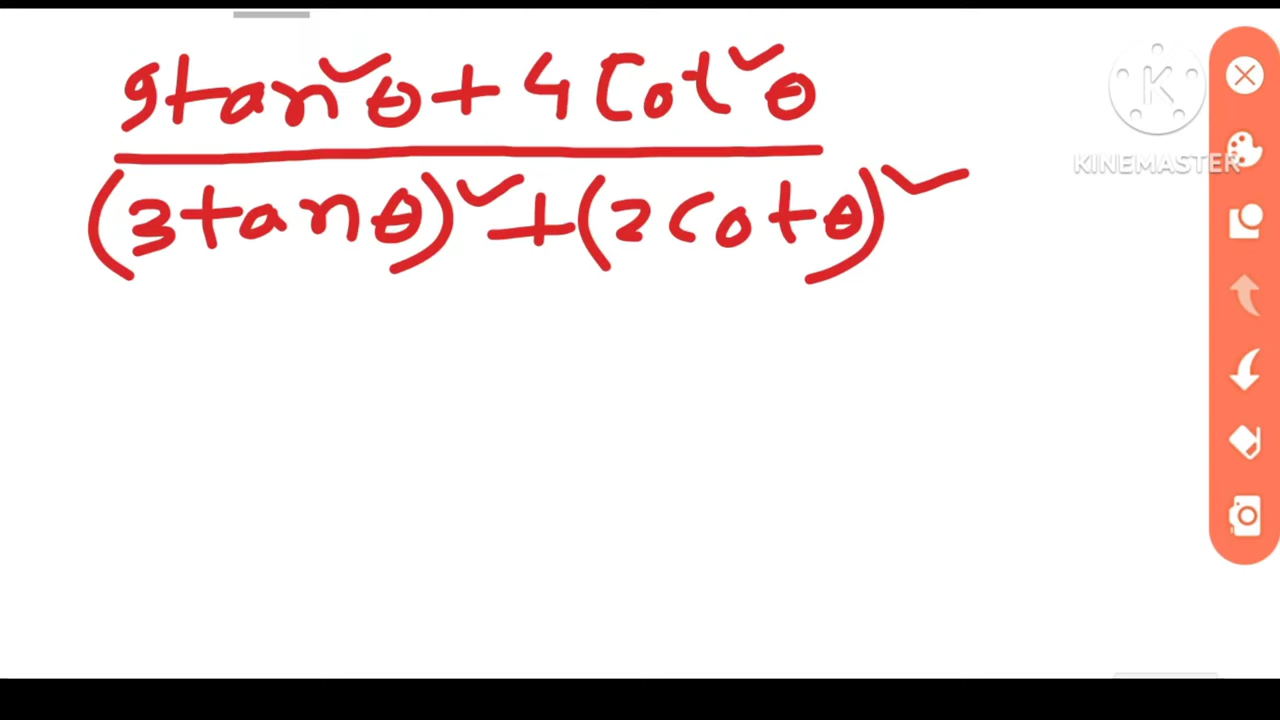 9tan²θ + 4Cot²θ
(3tanθ)² + (2Cotθ)²
K
KINEMASTER